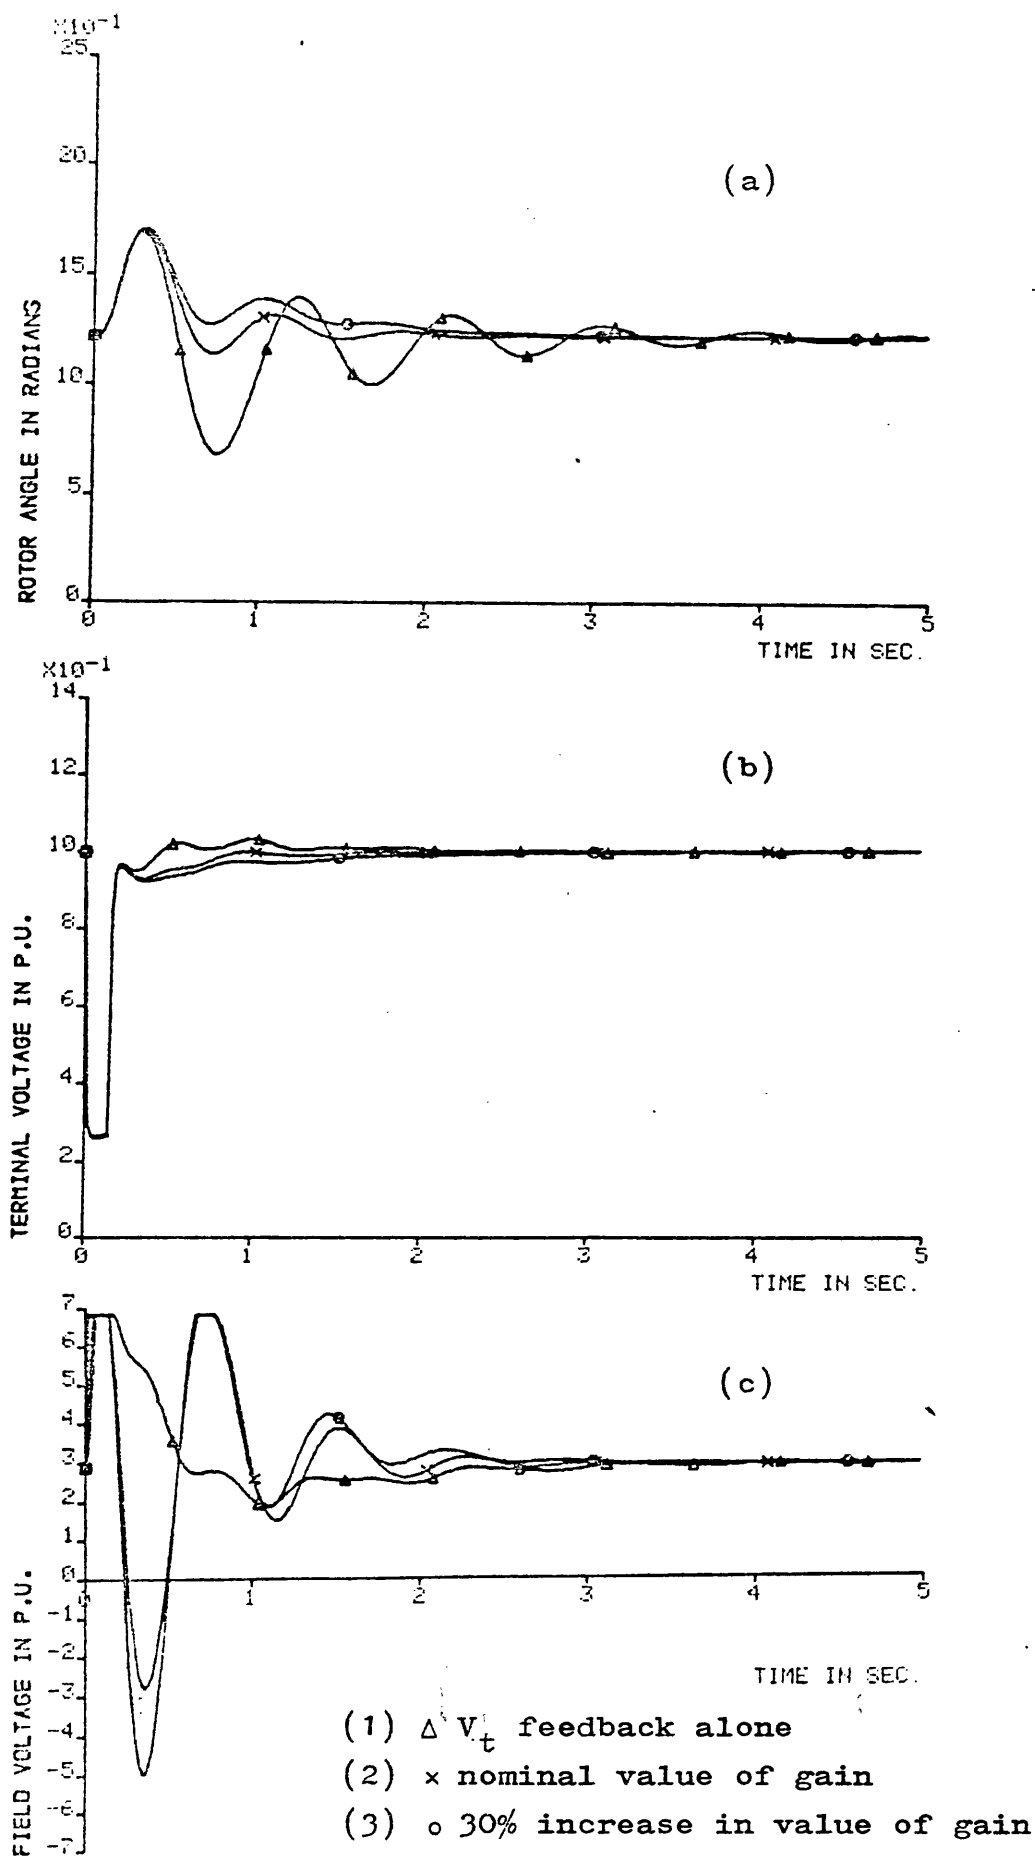 X10⁻¹
25
20
15
10
5
0
ROTOR ANGLE IN RADIANS
(a)
0 1 2 3 4 5
TIME IN SEC.
X10⁻¹
14
12
10
8
6
4
2
0
TERMINAL VOLTAGE IN P.U.
(b)
0 1 2 3 4 5
TIME IN SEC.
7
6
5
4
3
2
1
0
-1
-2
-3
-4
-5
-6
-7
FIELD VOLTAGE IN P.U.
(c)
1 2 3 4 5
TIME IN SEC.
(1) Δ V_t feedback alone
(2) × nominal value of gain
(3) o 30% increase in value of gain